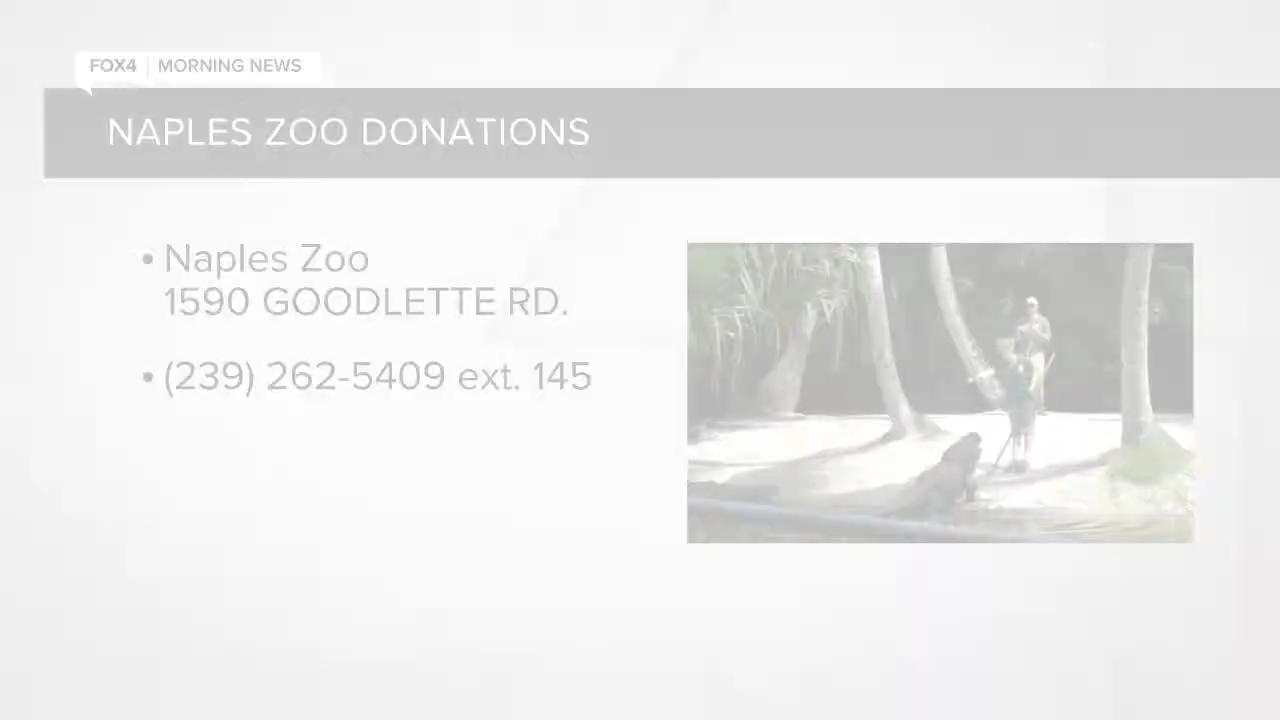 FOX4 | MORNING NEWS
NAPLES ZOO DONATIONS
• Naples Zoo
1590 GOODLETTE RD.
• (239) 262-5409 ext. 145